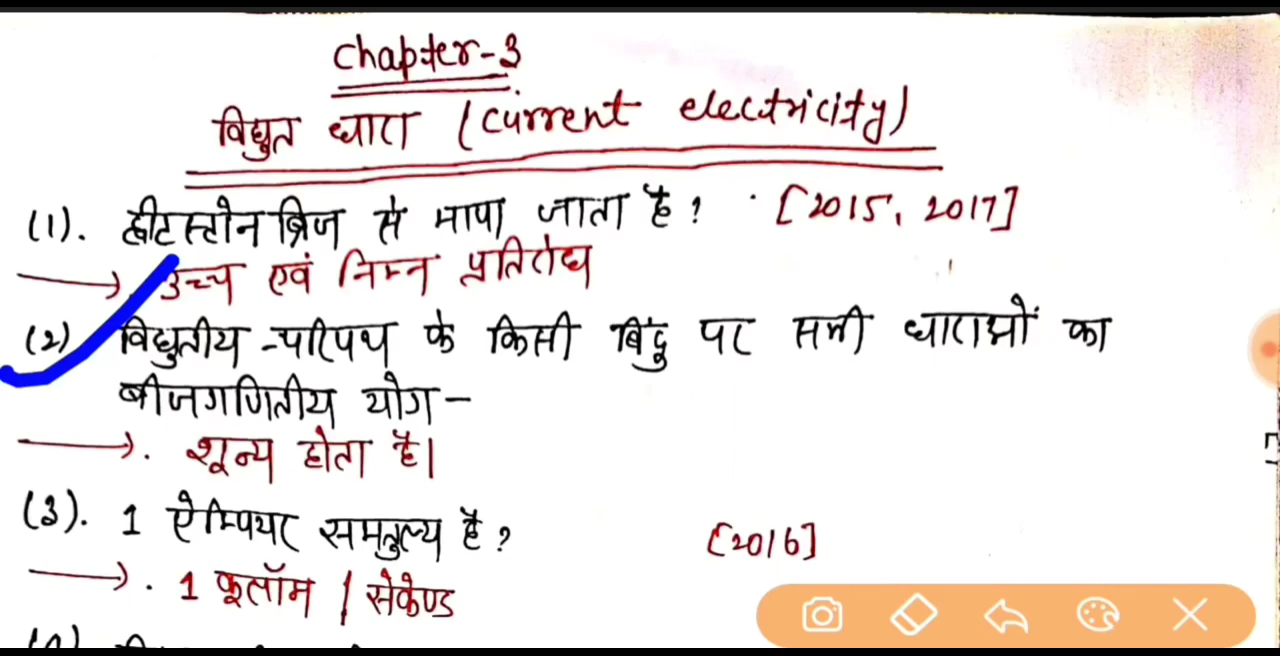 Chapter-3
विद्युत धारा (current electricity)
(1). व्हीटस्टोन ब्रिज से मापा जाता है? [2015, 2017]
→ उच्च एवं निम्न प्रतिरोध
(2) विद्युतीय परिपथ के किसी बिंदु पर सभी धाराओं का
बीजगणितीय योग-
→. शून्य होता है।
(3). 1 ऐम्पियर समतुल्य है? [2016]
→. 1 कूलॉम / सेकेण्ड